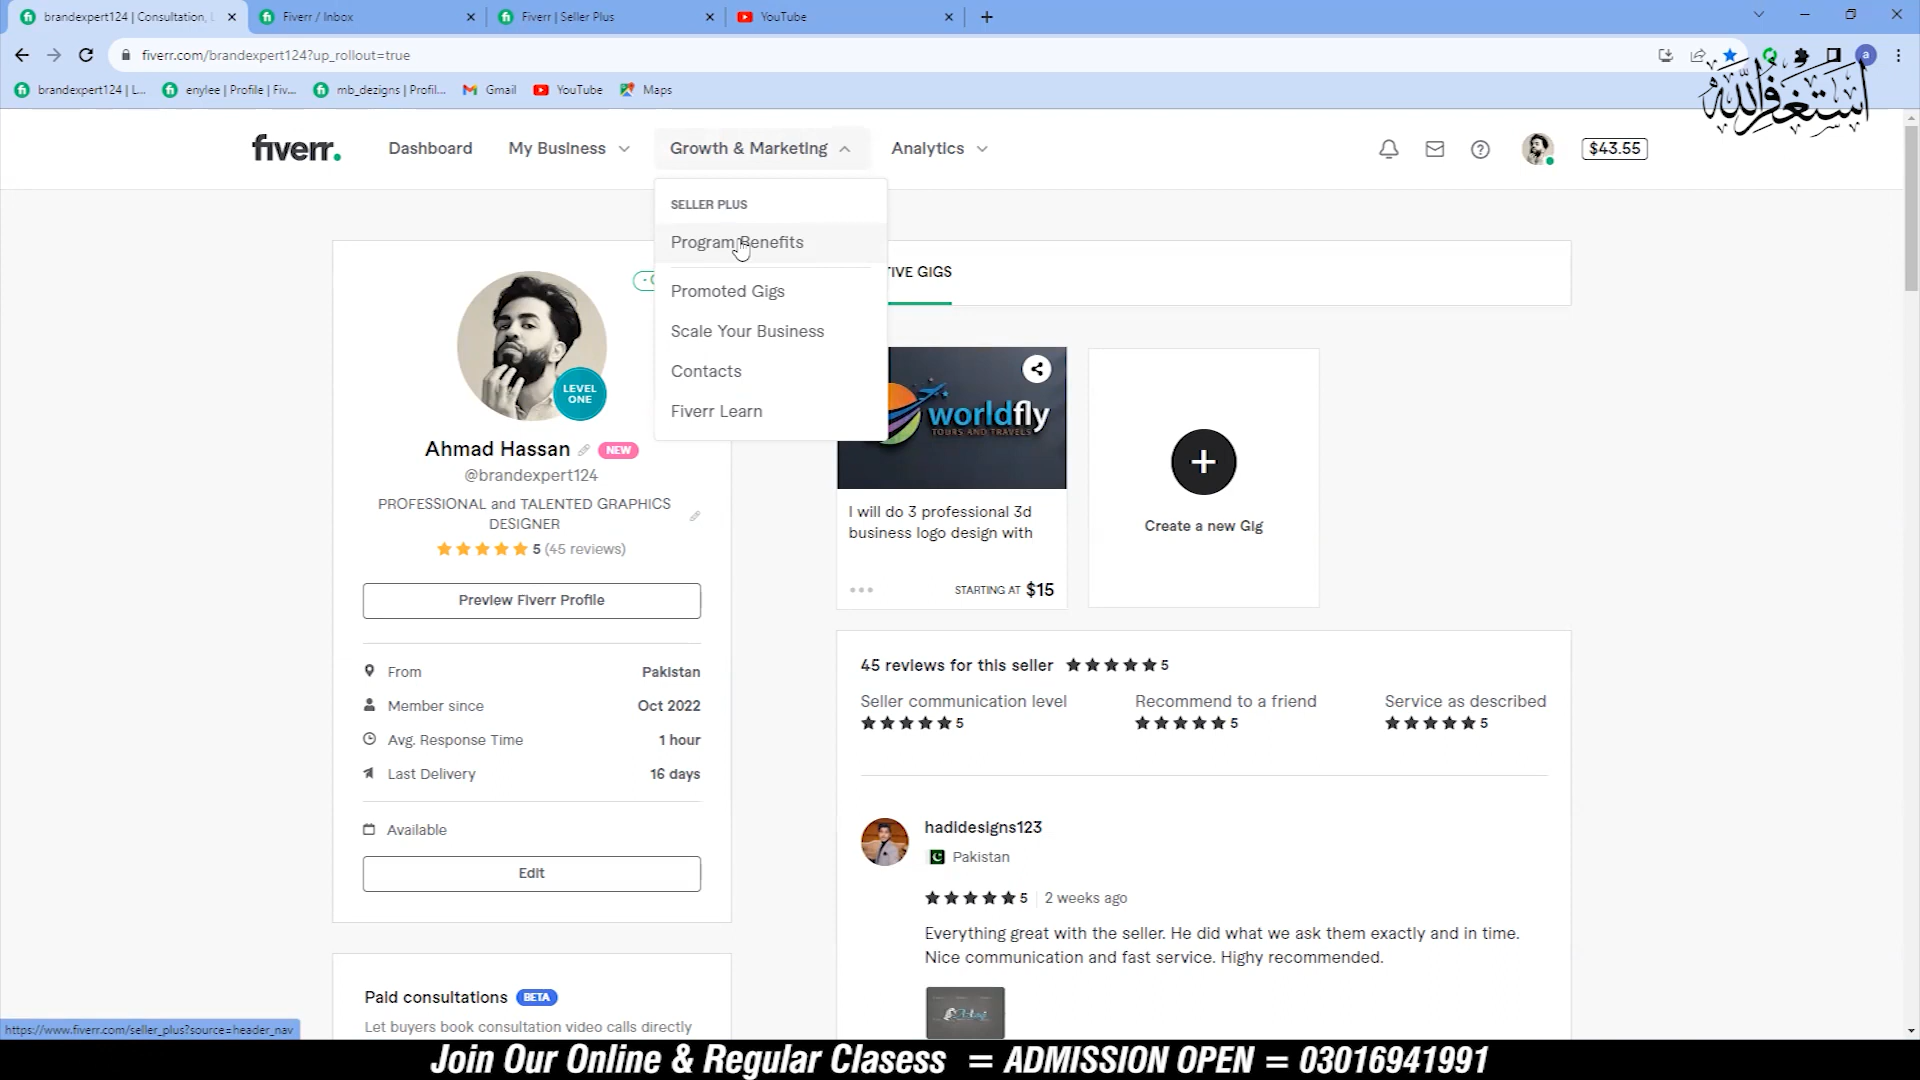 brandexpert124 | Consultation, L
Fiverr / Inbox
Fiverr | Seller Plus
YouTube
fiverr.com/brandexpert124?up_rollout=true
a
brandexpert124 | L...
enylee | Profile | Fiv...
mb_dezigns | Profil...
Gmail
YouTube
Maps
أستغفر الله
fiverr.
Dashboard
My Business
Growth & Marketing
Analytics
$43.55
SELLER PLUS
Program Benefits
Promoted Gigs
Scale Your Business
Contacts
Fiverr Learn
LEVEL
ONE
Ahmad Hassan NEW
@brandexpert124
PROFESSIONAL and TALENTED GRAPHICS
DESIGNER
5 (45 reviews)
Preview Fiverr Profile
From Pakistan
Member since Oct 2022
Avg. Response Time 1 hour
Last Delivery 16 days
Available
Edit
Paid consultations BETA
Let buyers book consultation video calls directly
IVE GIGS
worldfly
TOURS AND TRAVELS
I will do 3 professional 3d
business logo design with
STARTING AT $15
Create a new Gig
45 reviews for this seller 5
Seller communication level
5
Recommend to a friend
5
Service as described
5
hadidesigns123
Pakistan
5 2 weeks ago
Everything great with the seller. He did what we ask them exactly and in time.
Nice communication and fast service. Highy recommended.
https://www.fiverr.com/seller_plus?source=header_nav
Join Our Online & Regular Clasess = ADMISSION OPEN = 03016941991